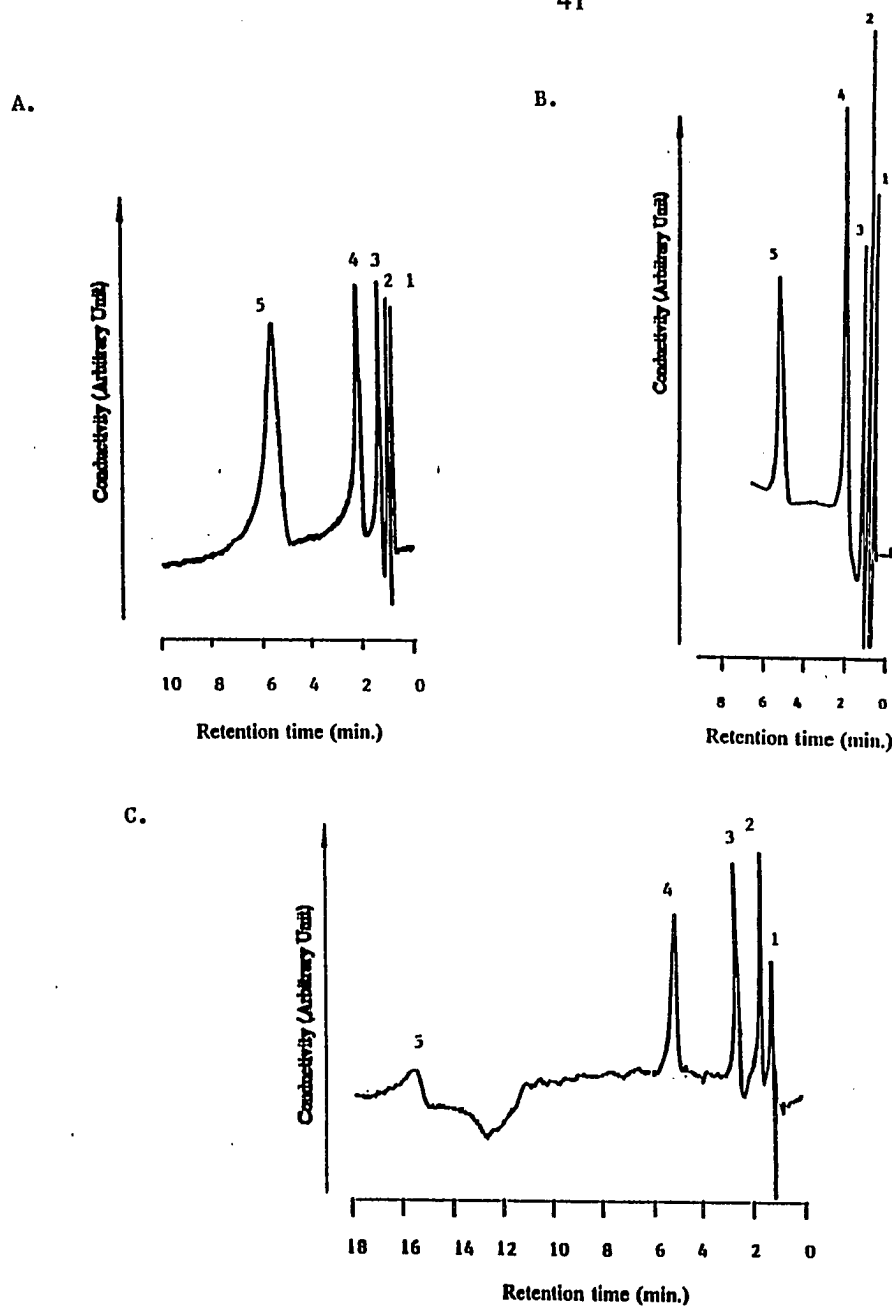 41
A.
Conductivity (Arbitrary Unit)
5
4
3
2
1
10 8 6 4 2 0
Retention time (min.)
B.
Conductivity (Arbitrary Unit)
5
4
3
2
1
8 6 4 2 0
Retention time (min.)
C.
Conductivity (Arbitrary Unit)
5
4
3
2
1
18 16 14 12 10 8 6 4 2 0
Retention time (min.)